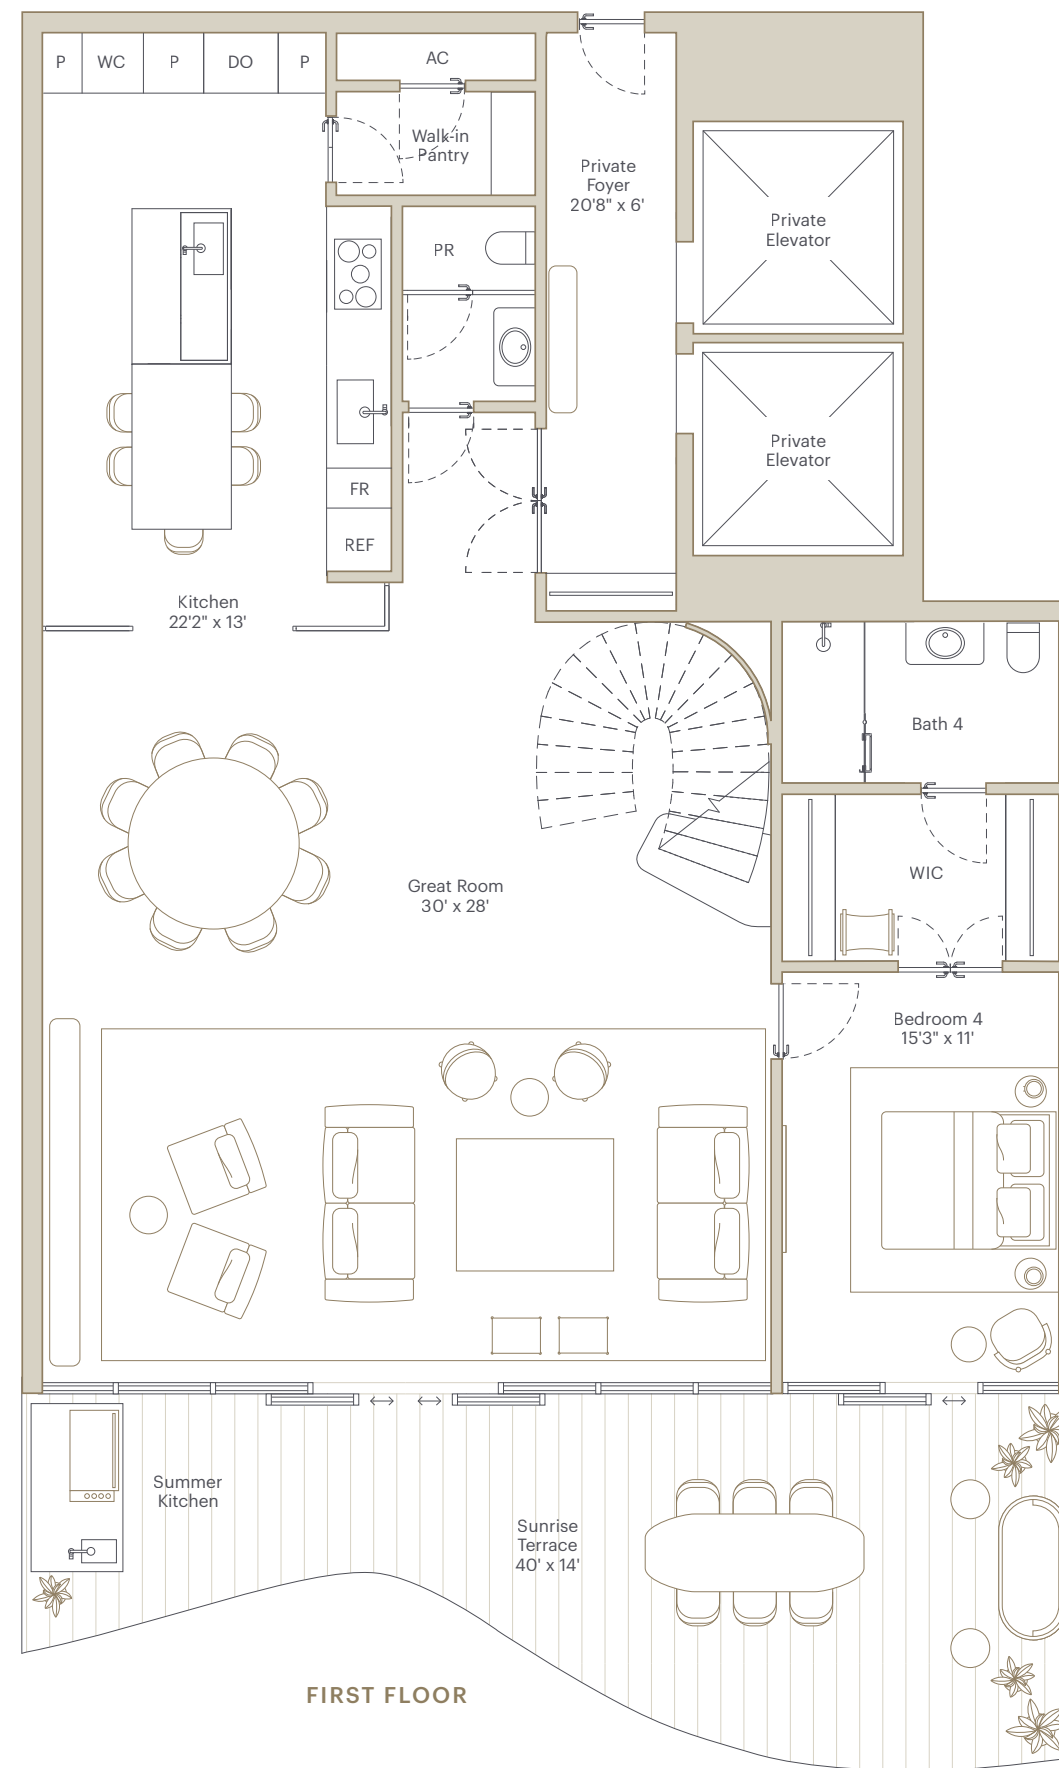 P WC P DO P
AC
Walk-in
Pantry
Private
Foyer
20'8" x 6'
Private
Elevator
PR
Private
Elevator
FR
REF
Kitchen
22'2" x 13'
Bath 4
WIC
Great Room
30' x 28'
Bedroom 4
15'3" x 11'
Summer
Kitchen
Sunrise
Terrace
40' x 14'
FIRST FLOOR